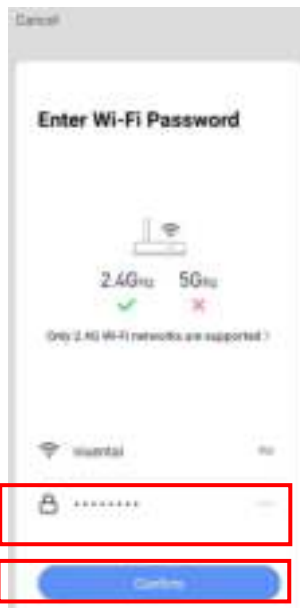 Cancel
Enter Wi-Fi Password
2.4GHz 5GHz
Only 2.4G Wi-Fi networks are supported
Confirm